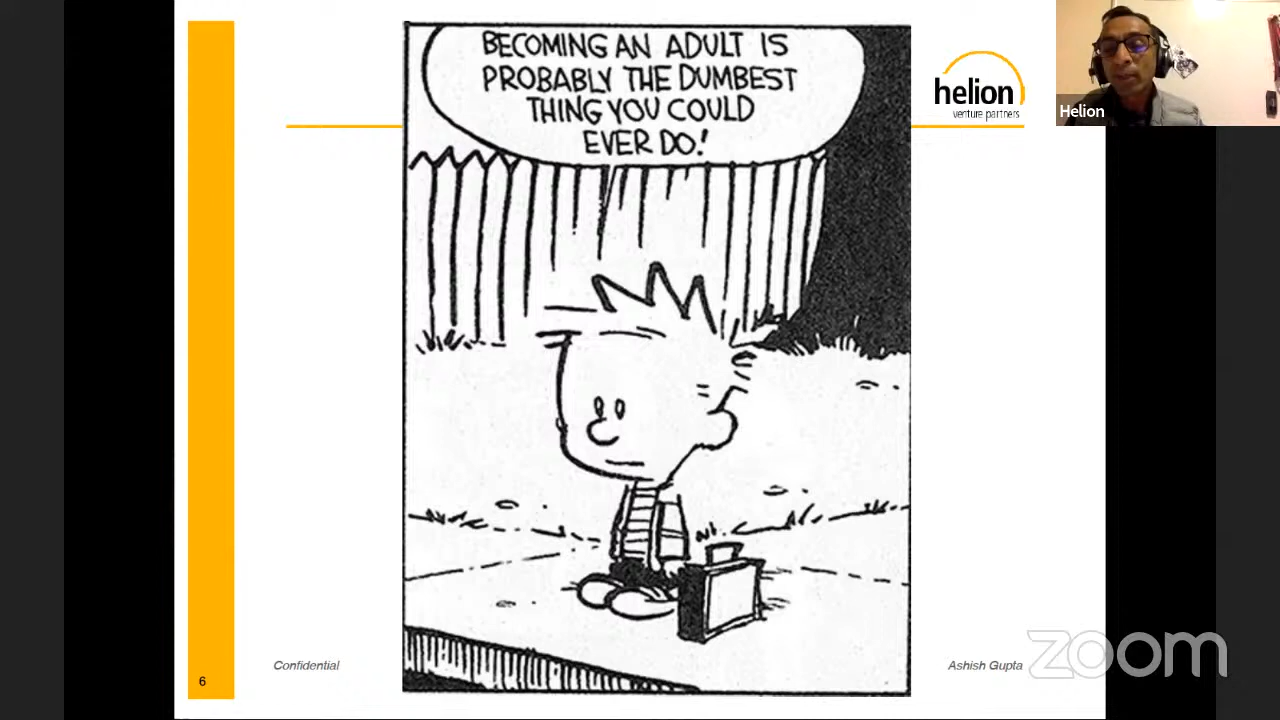 BECOMING AN ADULT IS
PROBABLY THE DUMBEST
THING YOU COULD
EVER DO!
helion
venture partners
Helion
Confidential
Ashish Gupta
6
zoom